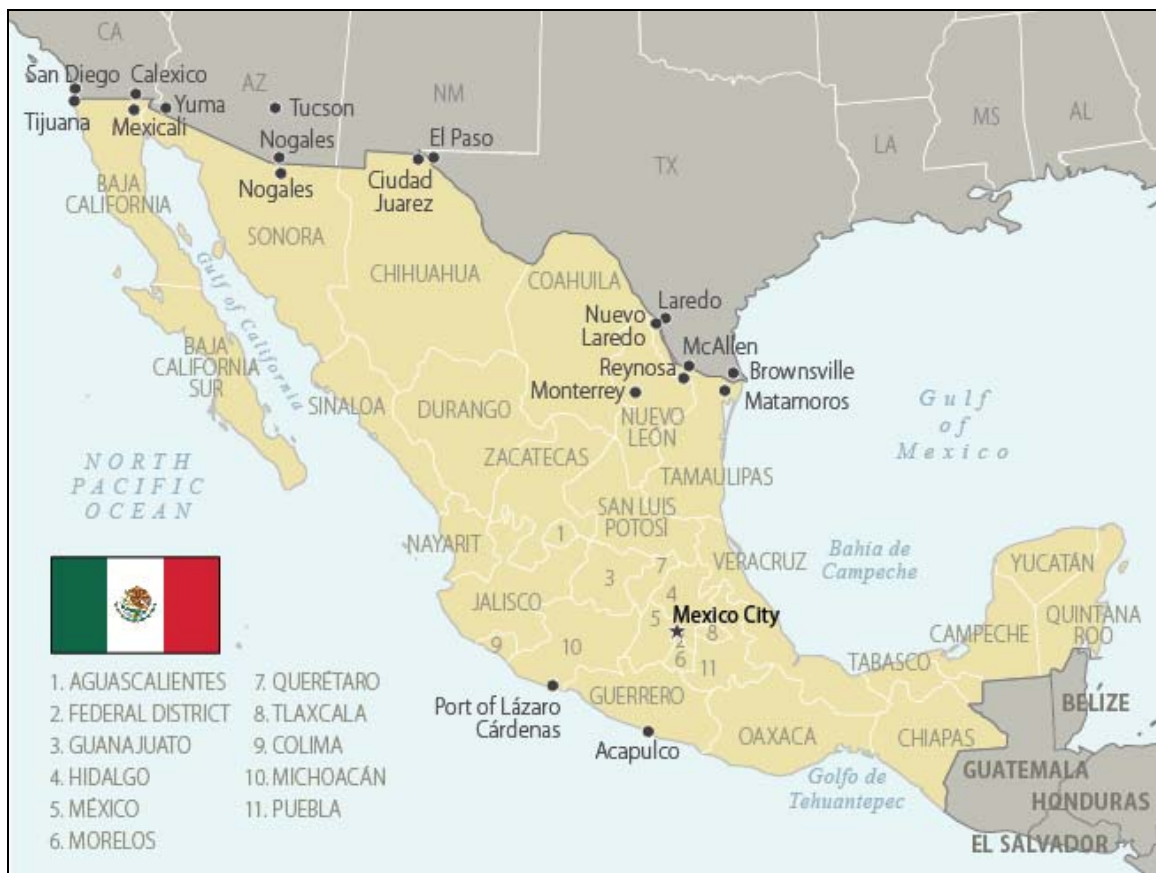 CA
San Diego
Calexico
AZ
NM
Yuma
Tucson
Tijuana
Mexicali
Nogales
El Paso
TX
LA
MS
AL
Nogales
Ciudad
Juarez
BAJA
CALIFORNIA
SONORA
CHIHUAHUA
COAHUILA
Gulf of California
Nuevo
Laredo
Laredo
McAllen
Reynosa
Brownsville
Monterrey
Matamoros
BAJA
CALIFORNIA
SUR
SINALOA
DURANGO
NUEVO
LEÓN
Gulf
of
Mexico
ZACATECAS
TAMAULIPAS
NORTH
PACIFIC
OCEAN
SAN LUIS
POTOSÍ
NAYARIT
1
VERACRUZ
Bahia de
Campeche
YUCATÁN
3
7
4
JALISCO
5
Mexico City
2
8
QUINTANA
ROO
CAMPECHE
9
10
6
11
TABASCO
GUERRERO
Port of Lázaro
Cárdenas
Acapulco
OAXACA
CHIAPAS
BELÍZE
Golfo de
Tehuantepec
GUATEMALA
HONDURAS
EL SALVADOR
1. AGUASCALIENTES
2. FEDERAL DISTRICT
3. GUANAJUATO
4. HIDALGO
5. MÉXICO
6. MORELOS
7. QUERÉTARO
8. TLAXCALA
9. COLIMA
10. MICHOACÁN
11. PUEBLA